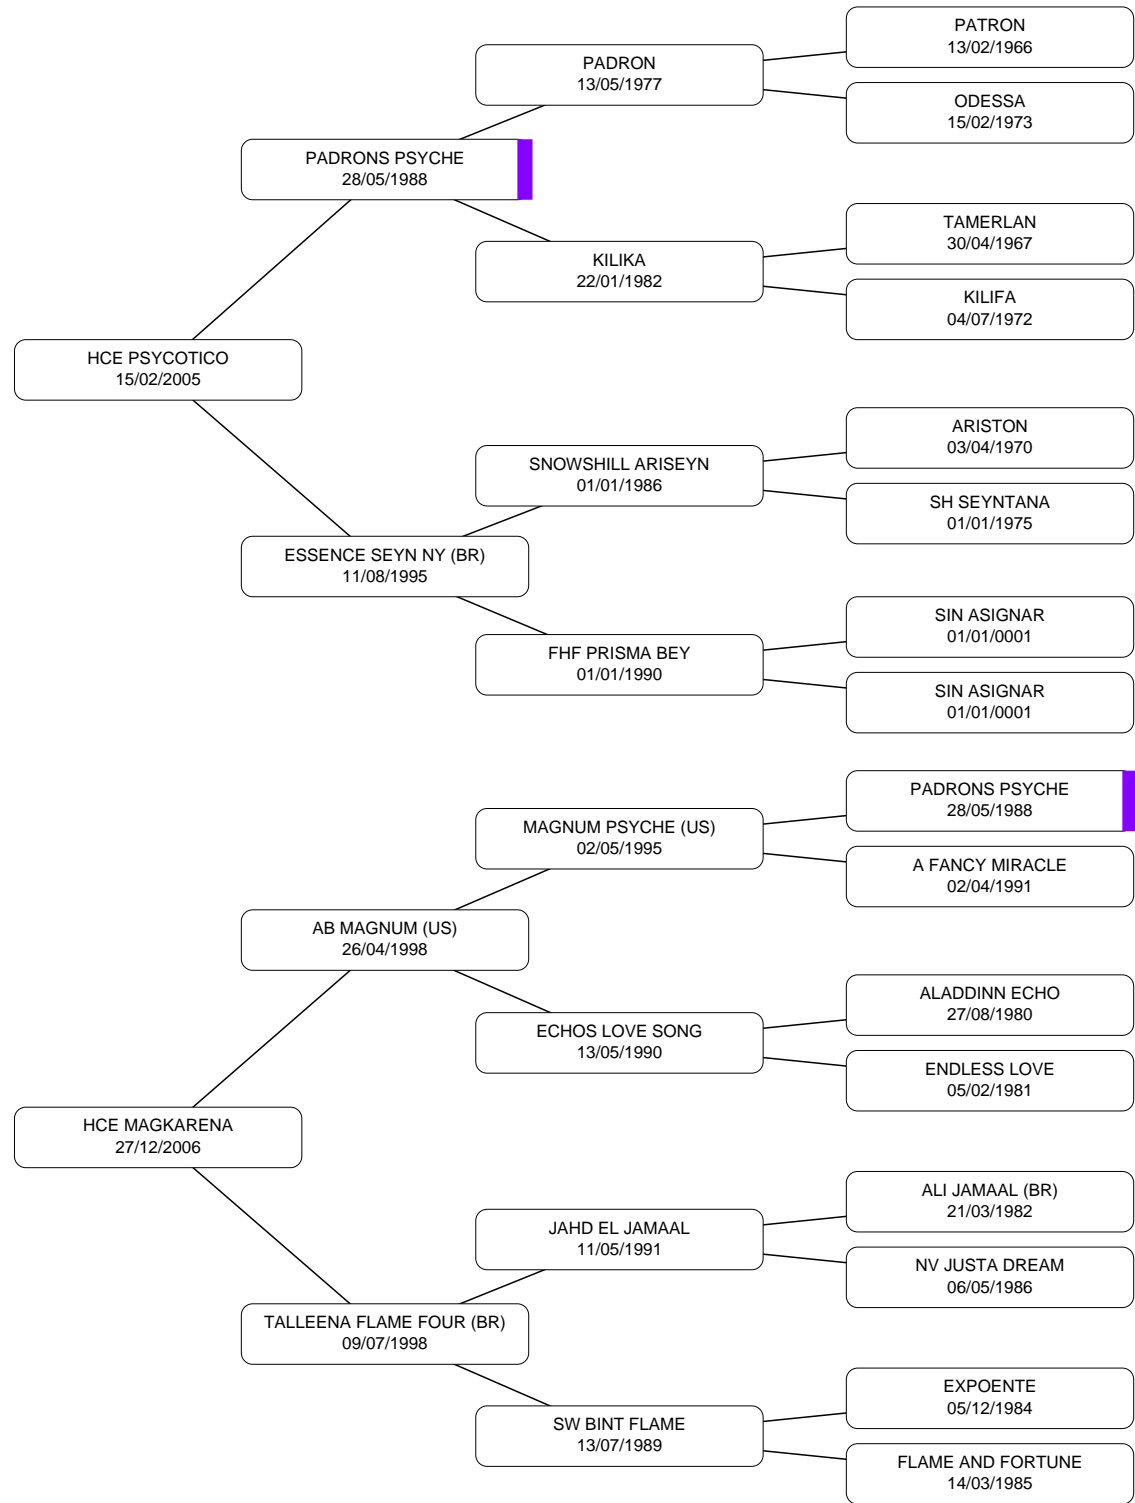 PATRON
13/02/1966
PADRON
13/05/1977
ODESSA
15/02/1973
PADRONS PSYCHE
28/05/1988
TAMERLAN
30/04/1967
KILIKA
22/01/1982
KILIFA
04/07/1972
HCE PSYCOTICO
15/02/2005
ARISTON
03/04/1970
SNOWSHILL ARISEYN
01/01/1986
SH SEYNTANA
01/01/1975
ESSENCE SEYN NY (BR)
11/08/1995
SIN ASIGNAR
01/01/0001
FHF PRISMA BEY
01/01/1990
SIN ASIGNAR
01/01/0001
PADRONS PSYCHE
28/05/1988
MAGNUM PSYCHE (US)
02/05/1995
A FANCY MIRACLE
02/04/1991
AB MAGNUM (US)
26/04/1998
ALADDINN ECHO
27/08/1980
ECHOS LOVE SONG
13/05/1990
ENDLESS LOVE
05/02/1981
HCE MAGKARENA
27/12/2006
ALI JAMAAL (BR)
21/03/1982
JAHD EL JAMAAL
11/05/1991
NV JUSTA DREAM
06/05/1986
TALLEENA FLAME FOUR (BR)
09/07/1998
EXPOENTE
05/12/1984
SW BINT FLAME
13/07/1989
FLAME AND FORTUNE
14/03/1985